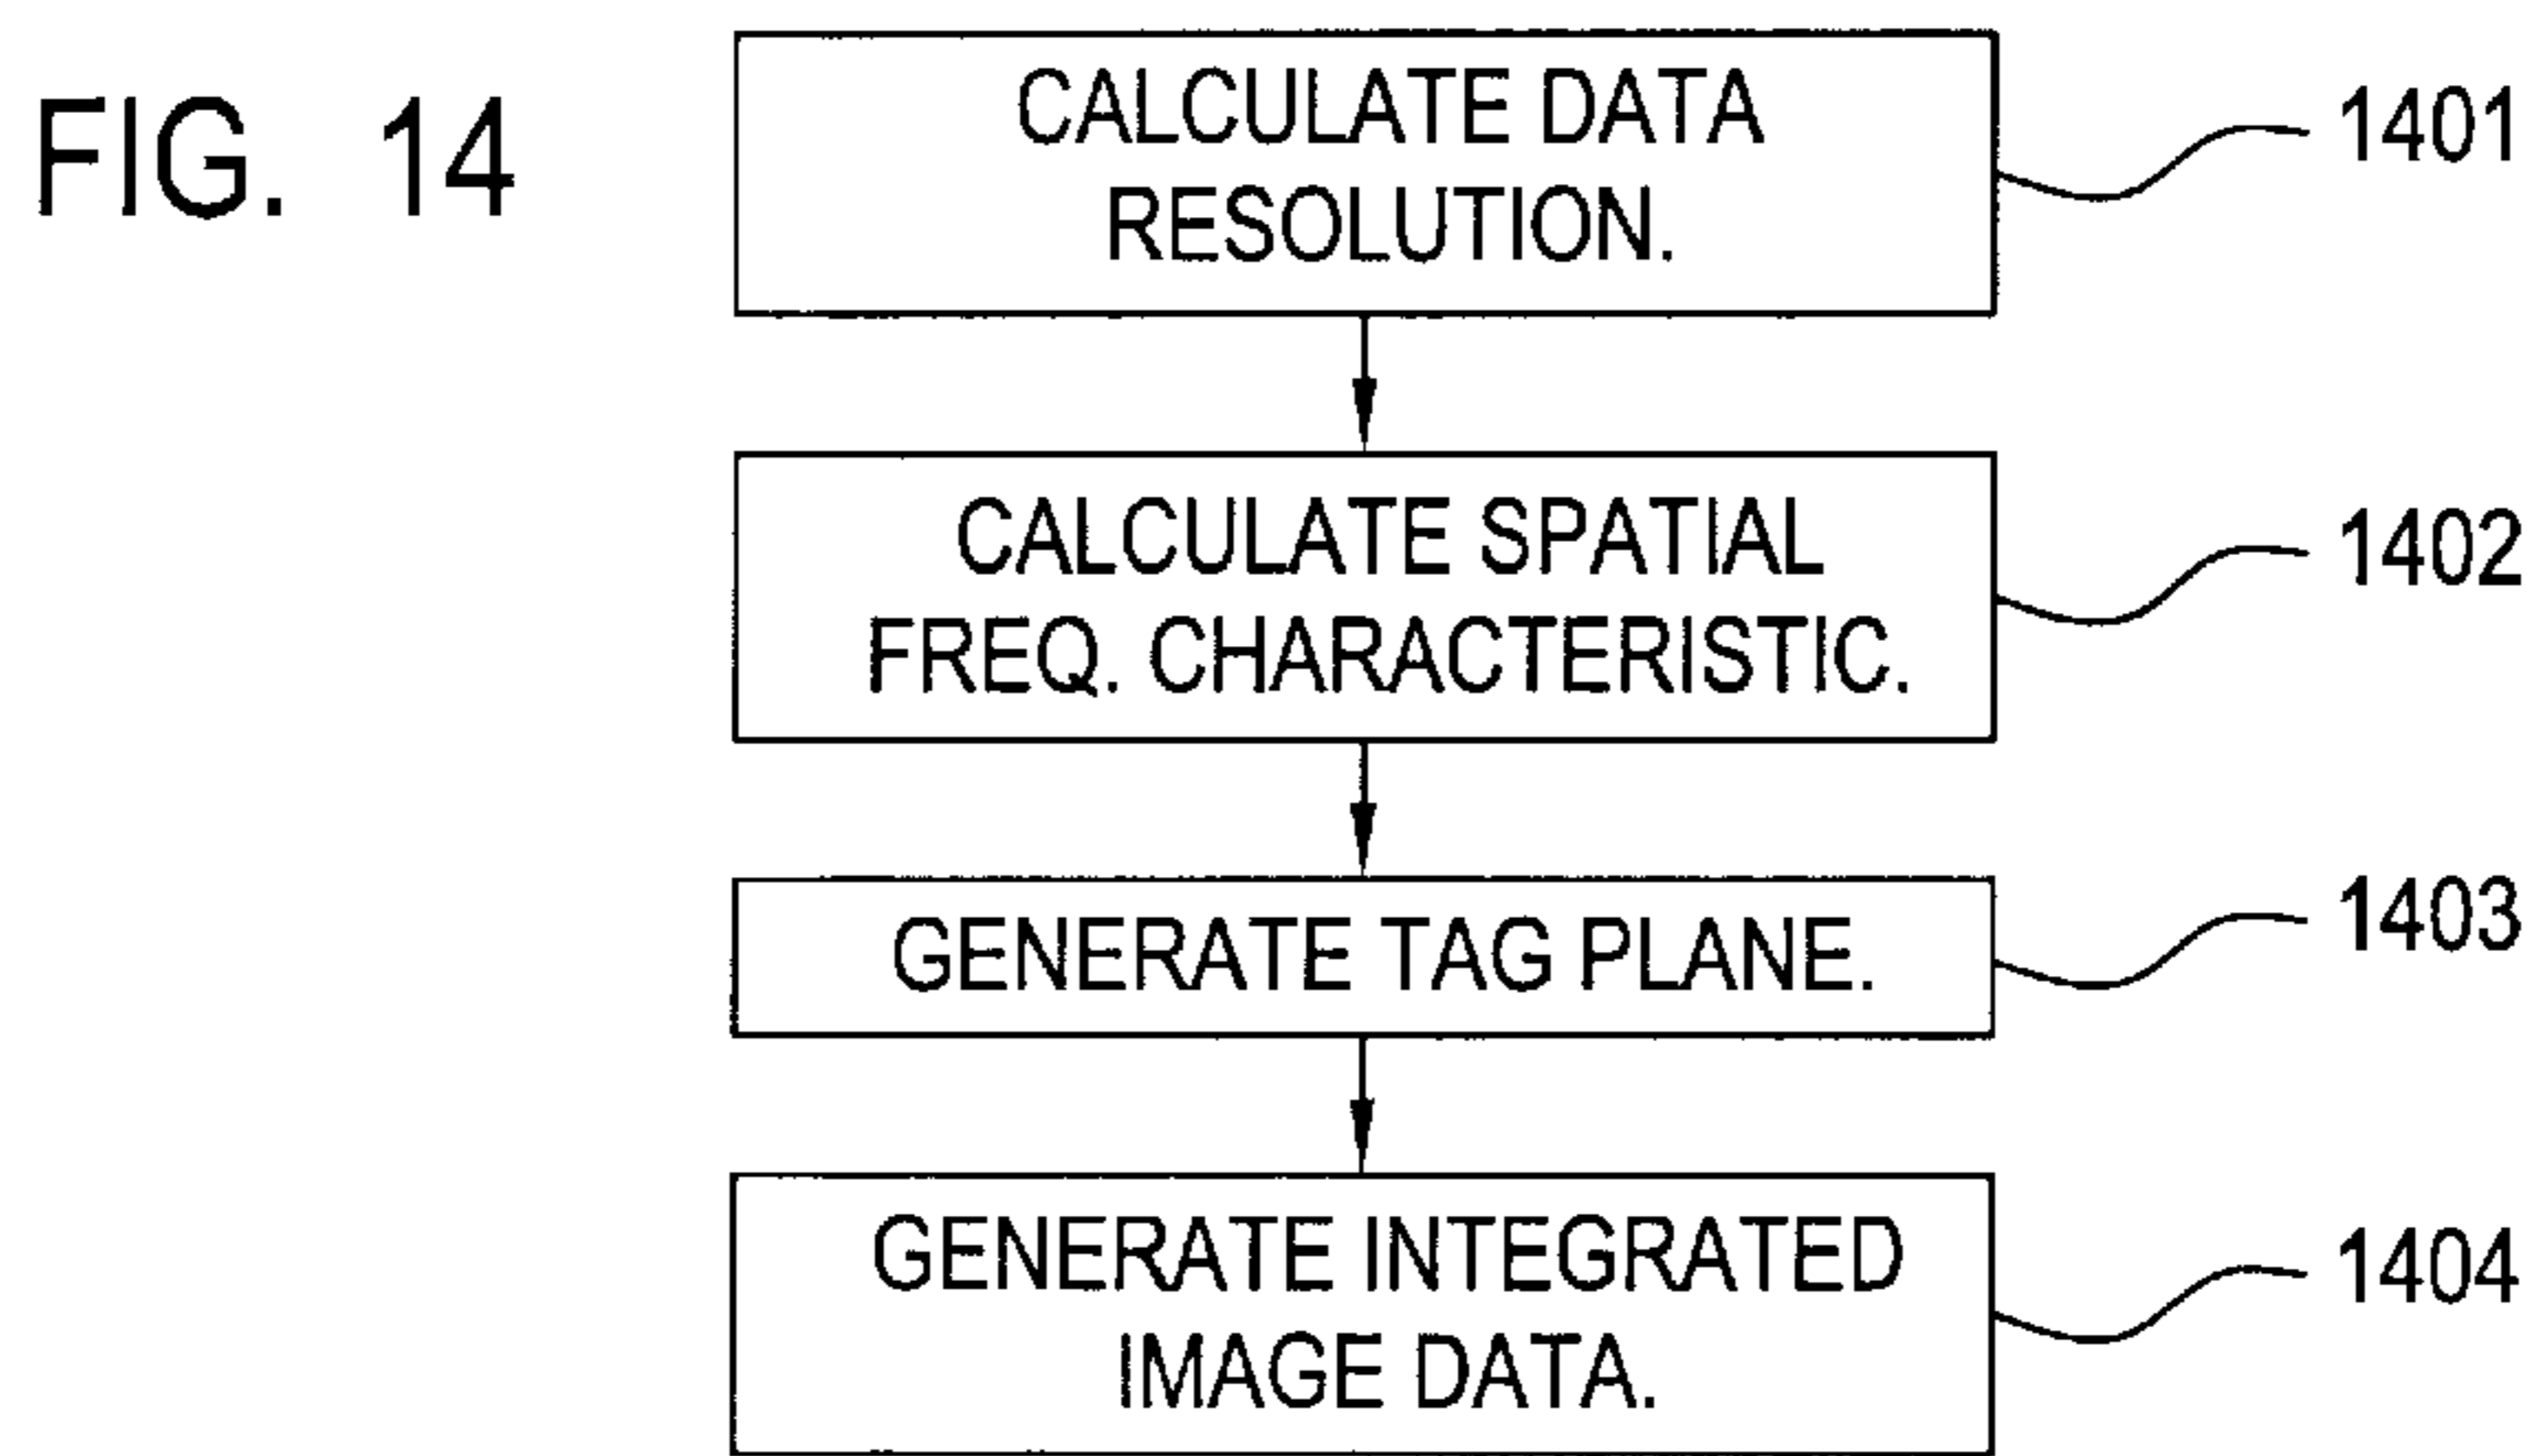 FIG. 14
CALCULATE DATA
RESOLUTION.
1401
CALCULATE SPATIAL
FREQ. CHARACTERISTIC.
1402
GENERATE TAG PLANE.
1403
GENERATE INTEGRATED
IMAGE DATA.
1404